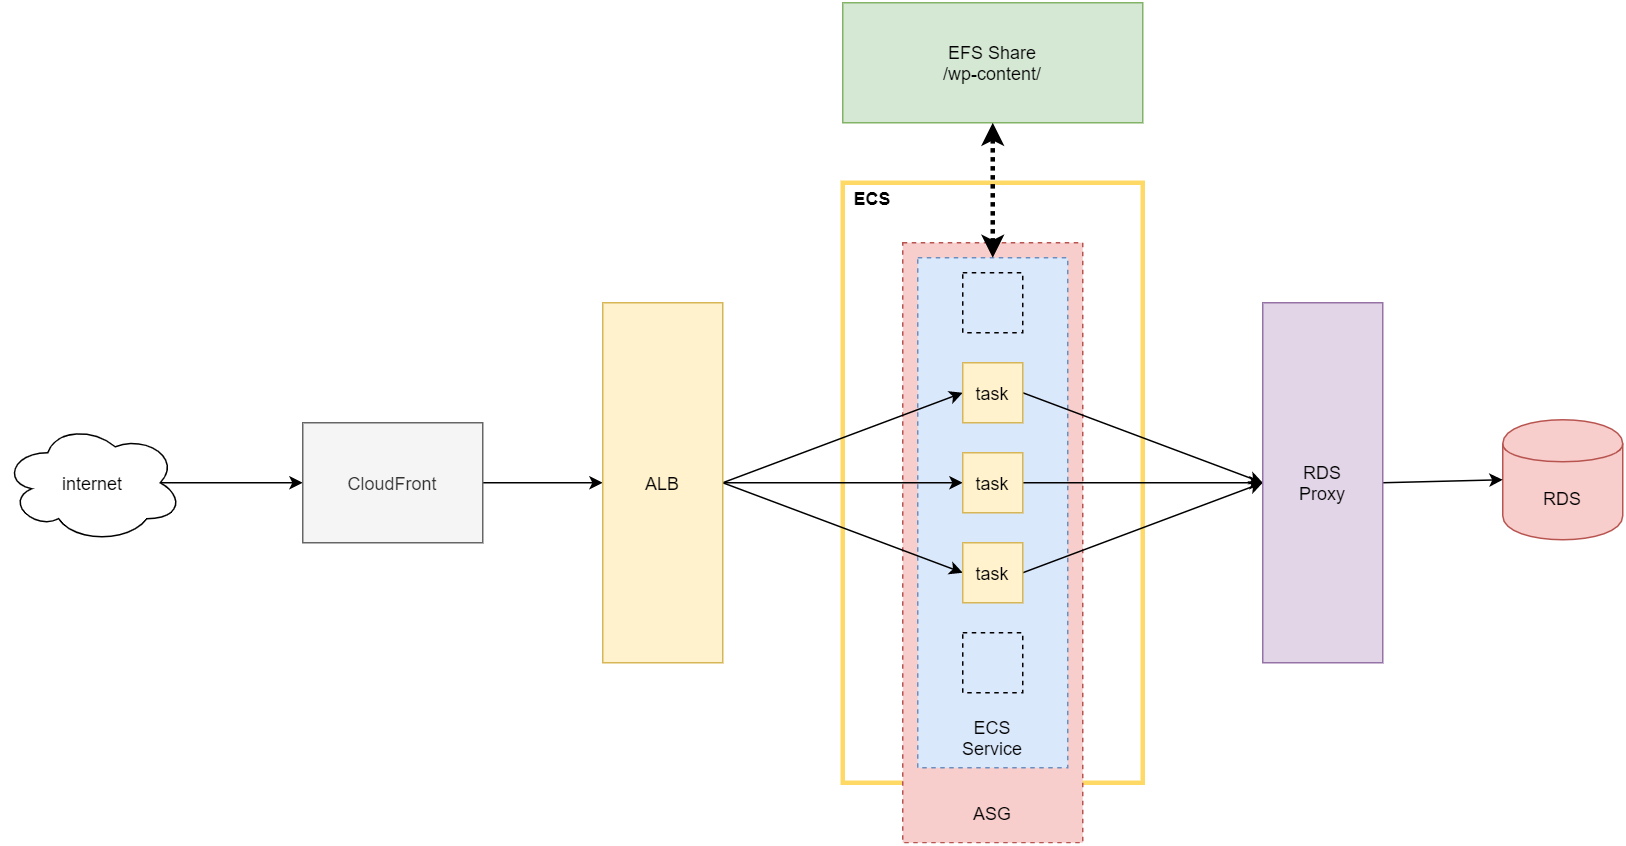 EFS Share
/wp-content/
ECS
internet
CloudFront
ALB
task
task
task
ECS
Service
ASG
RDS
Proxy
RDS